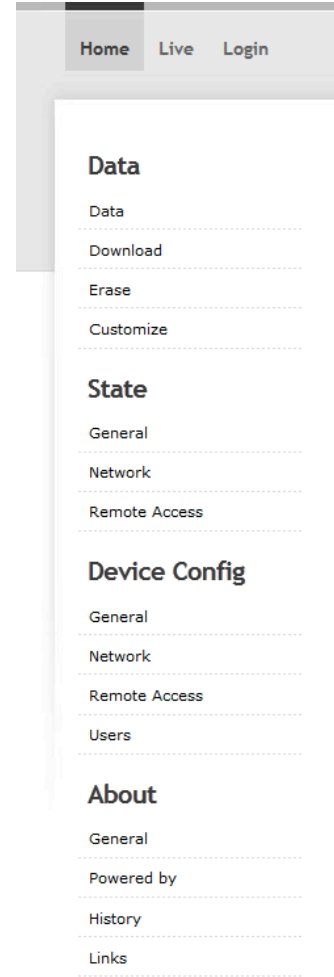 Home Live Login
Data
Data
Download
Erase
Customize
State
General
Network
Remote Access
Device Config
General
Network
Remote Access
Users
About
General
Powered by
History
Links